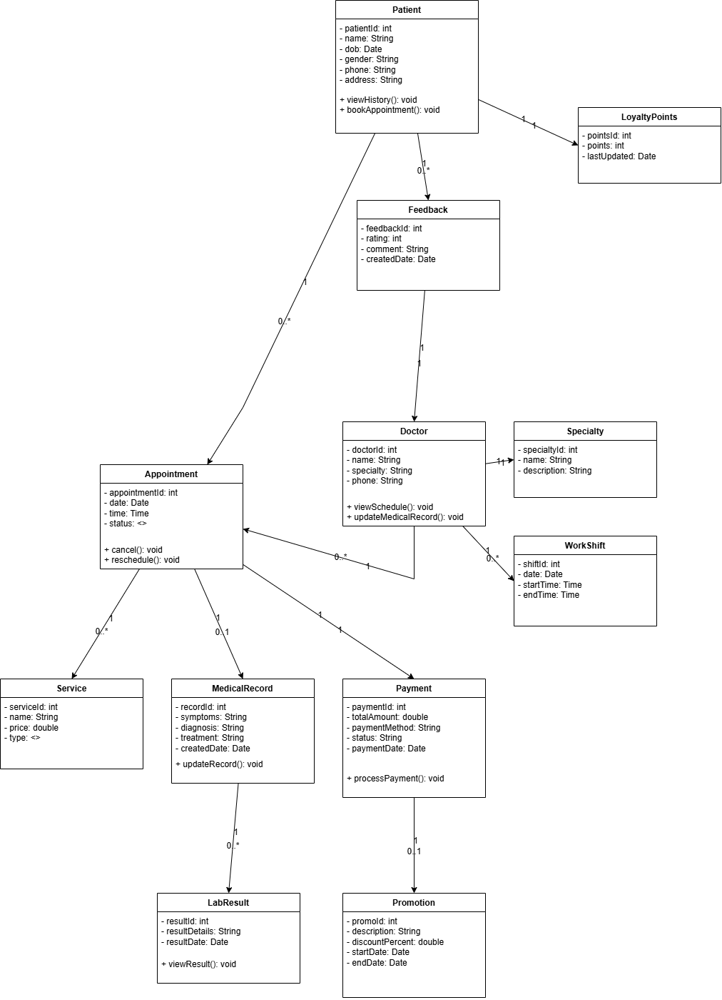 Patient
- patientId: int
- name: String
- dob: Date
- gender: String
- phone: String
- address: String
+ viewHistory(): void
+ bookAppointment(): void
1
1
LoyaltyPoints
- pointsId: int
- points: int
- lastUpdated: Date
1
0..*
Feedback
- feedbackId: int
- rating: int
- comment: String
- createdDate: Date
1
0..*
1
1
Doctor
- doctorId: int
- name: String
- specialty: String
- phone: String
+ viewSchedule(): void
+ updateMedicalRecord(): void
1
1
Specialty
- specialtyId: int
- name: String
- description: String
Appointment
- appointmentId: int
- date: Date
- time: Time
- status: <>
+ cancel(): void
+ reschedule(): void
0..*
1
1
0..*
WorkShift
- shiftId: int
- date: Date
- startTime: Time
- endTime: Time
1
0..*
1
0..1
1
1
Service
- serviceId: int
- name: String
- price: double
- type: <>
MedicalRecord
- recordId: int
- symptoms: String
- diagnosis: String
- treatment: String
- createdDate: Date
+ updateRecord(): void
Payment
- paymentId: int
- totalAmount: double
- paymentMethod: String
- status: String
- paymentDate: Date
+ processPayment(): void
1
0..*
1
0..1
LabResult
- resultId: int
- resultDetails: String
- resultDate: Date
+ viewResult(): void
Promotion
- promoId: int
- description: String
- discountPercent: double
- startDate: Date
- endDate: Date